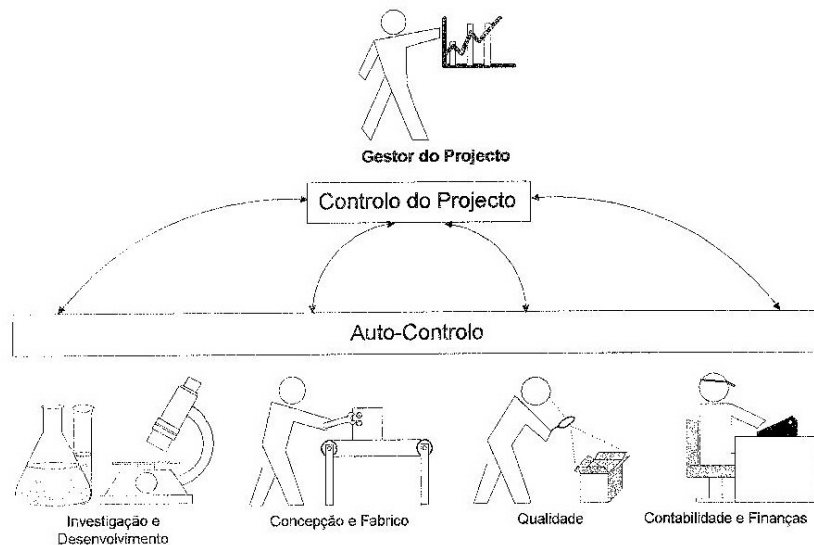 Gestor do Projecto
Controlo do Projecto
Auto-Controlo
Investigação e
Desenvolvimento
Concepção e Fabrico
Qualidade
Contabilidade e Finanças